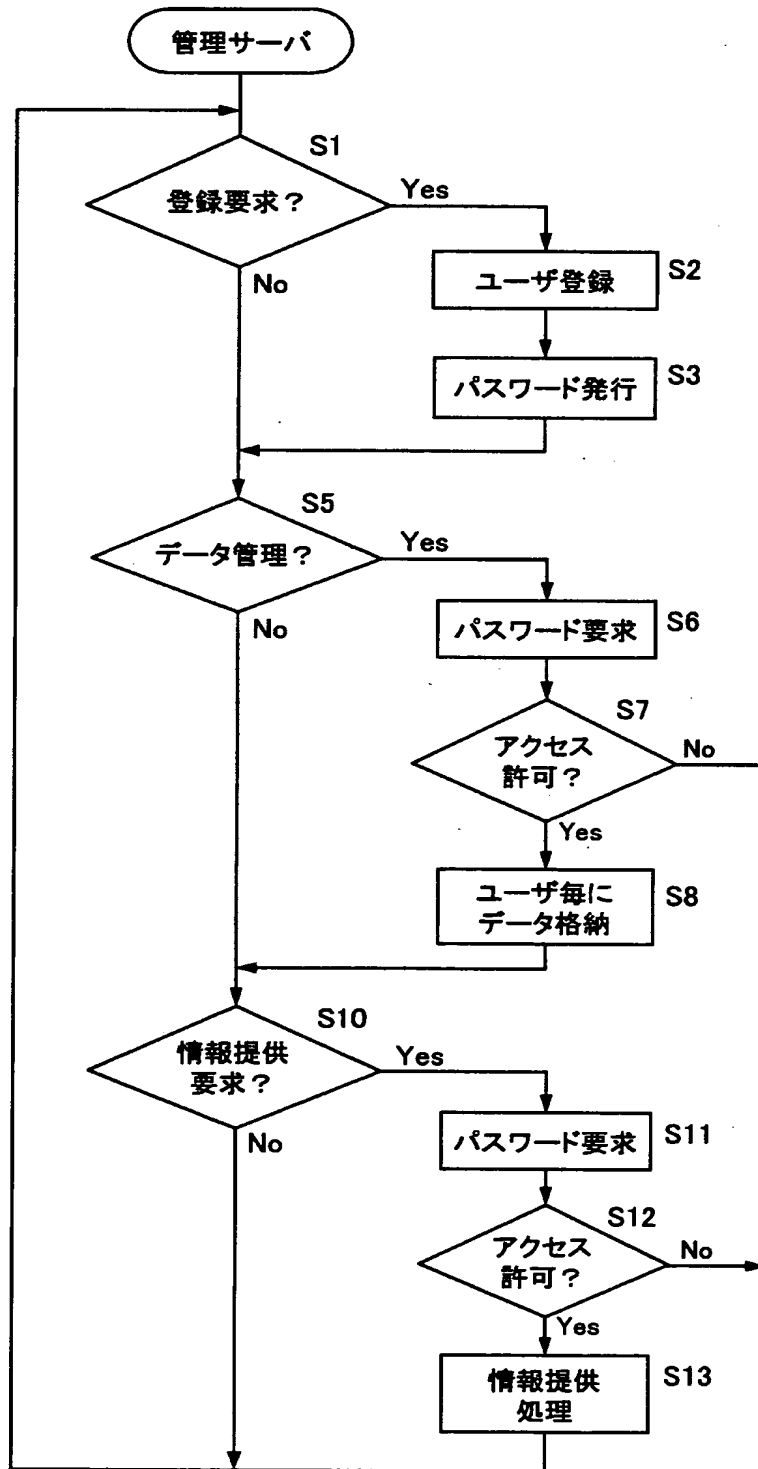 管理サーバ
S1
登録要求?
Yes
No
ユーザ登録
S2
パスワード発行
S3
S5
データ管理?
Yes
No
パスワード要求
S6
S7
アクセス
許可?
No
Yes
ユーザ毎に
データ格納
S8
S10
情報提供
要求?
Yes
No
パスワード要求
S11
S12
アクセス
許可?
No
Yes
情報提供
処理
S13